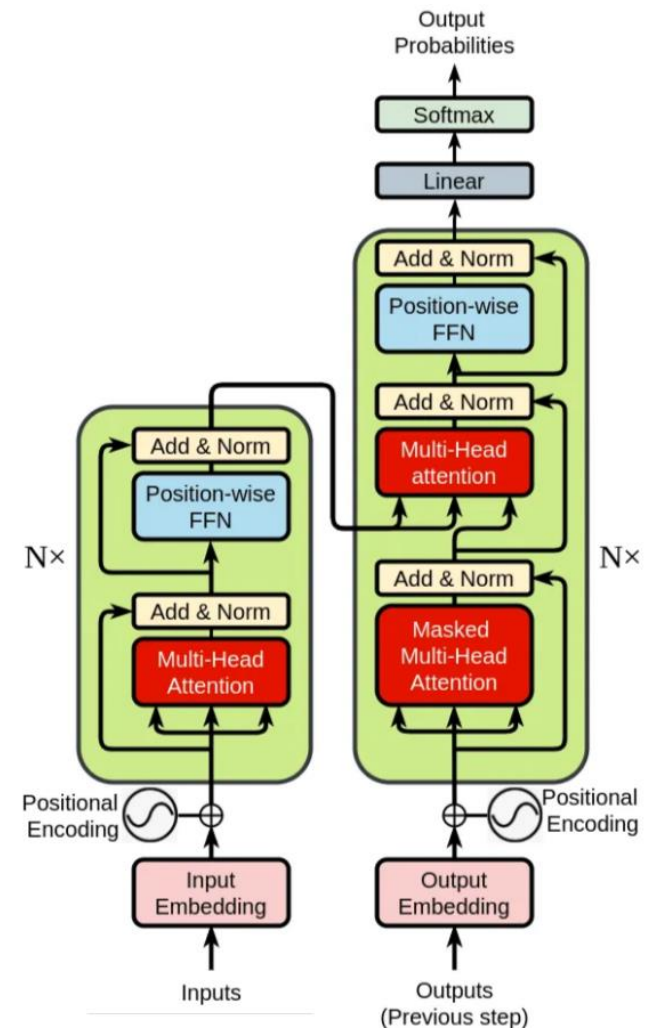 Output
Probabilities
Softmax
Linear
Add & Norm
Position-wise
FFN
Add & Norm
Multi-Head
attention
Add & Norm
Masked
Multi-Head
Attention
N×
Positional
Encoding
Output
Embedding
Outputs
(Previous step)
Add & Norm
Position-wise
FFN
Add & Norm
Multi-Head
Attention
N×
Positional
Encoding
Input
Embedding
Inputs